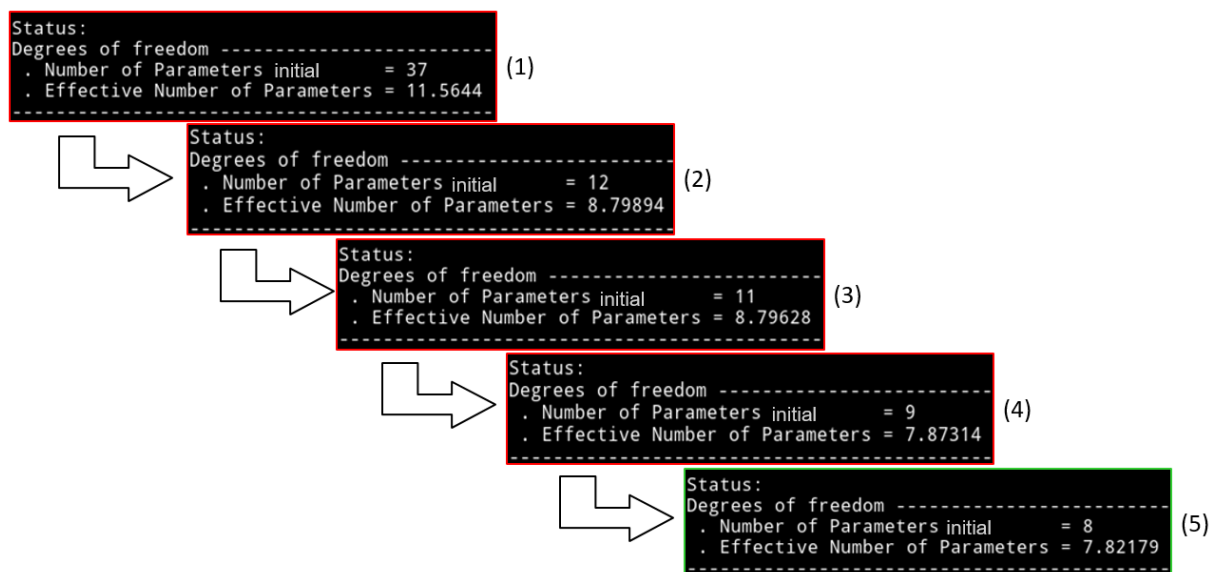 Status:
Degrees of freedom -------------------------
. Number of Parameters initial = 37
. Effective Number of Parameters = 11.5644
--------------------------------------------
(1)
Status:
Degrees of freedom -------------------------
. Number of Parameters initial = 12
. Effective Number of Parameters = 8.79894
--------------------------------------------
(2)
Status:
Degrees of freedom -------------------------
. Number of Parameters initial = 11
. Effective Number of Parameters = 8.79628
--------------------------------------------
(3)
Status:
Degrees of freedom -------------------------
. Number of Parameters initial = 9
. Effective Number of Parameters = 7.87314
--------------------------------------------
(4)
Status:
Degrees of freedom -------------------------
. Number of Parameters initial = 8
. Effective Number of Parameters = 7.82179
--------------------------------------------
(5)